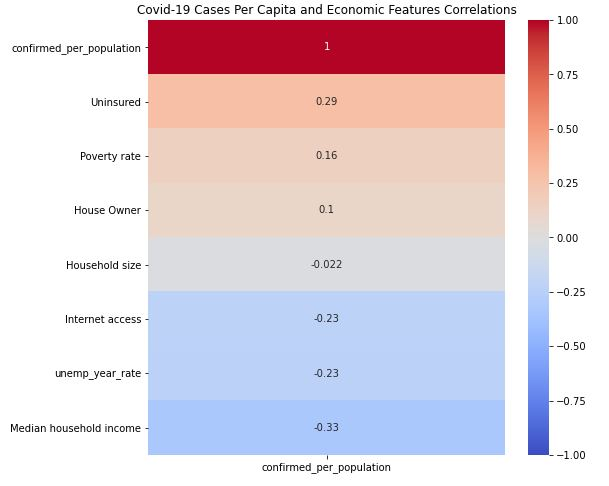 Covid-19 Cases Per Capita and Economic Features Correlations
confirmed_per_population
1
Uninsured
0.29
Poverty rate
0.16
House Owner
0.1
Household size
-0.022
Internet access
-0.23
unemp_year_rate
-0.23
Median household income
-0.33
confirmed_per_population
1.00
0.75
0.50
0.25
0.00
−0.25
−0.50
−0.75
−1.00